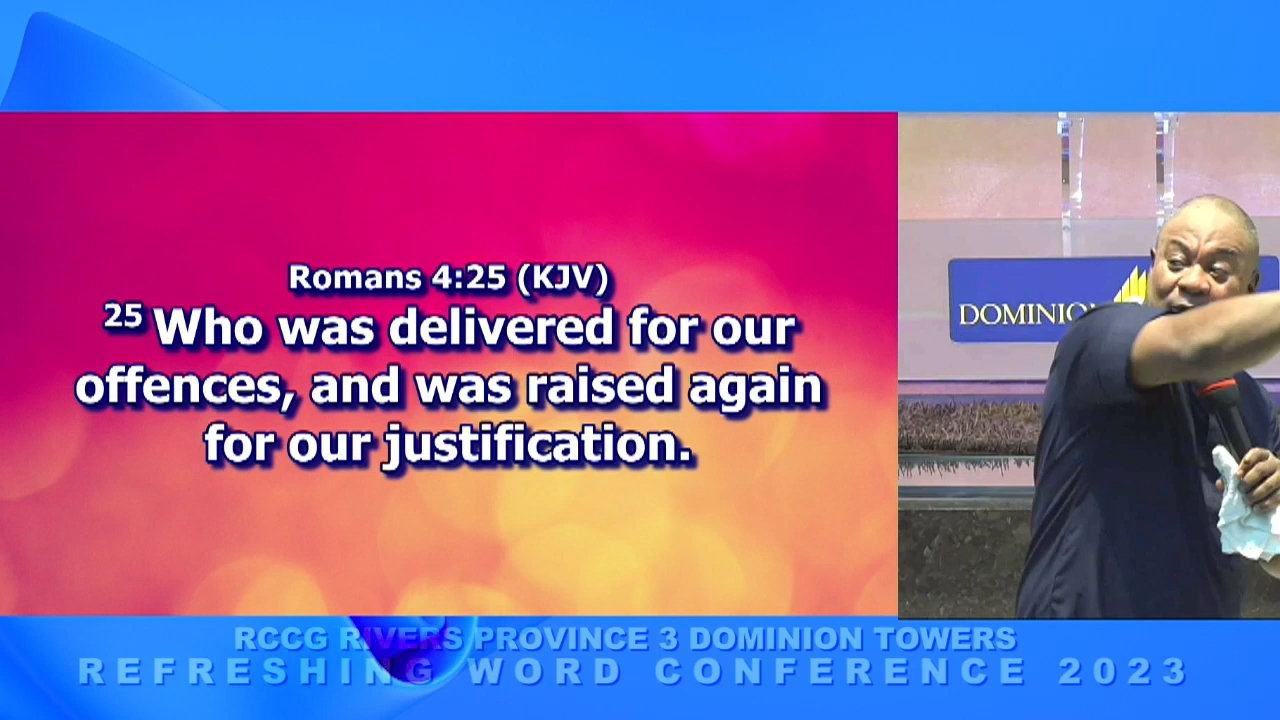 Romans 4:25 (KJV)
25 Who was delivered for our
offences, and was raised again
for our justification.
DOMINIO
RCCG RIVERS PROVINCE 3 DOMINION TOWERS
REFRESHING WORD CONFERENCE 2023